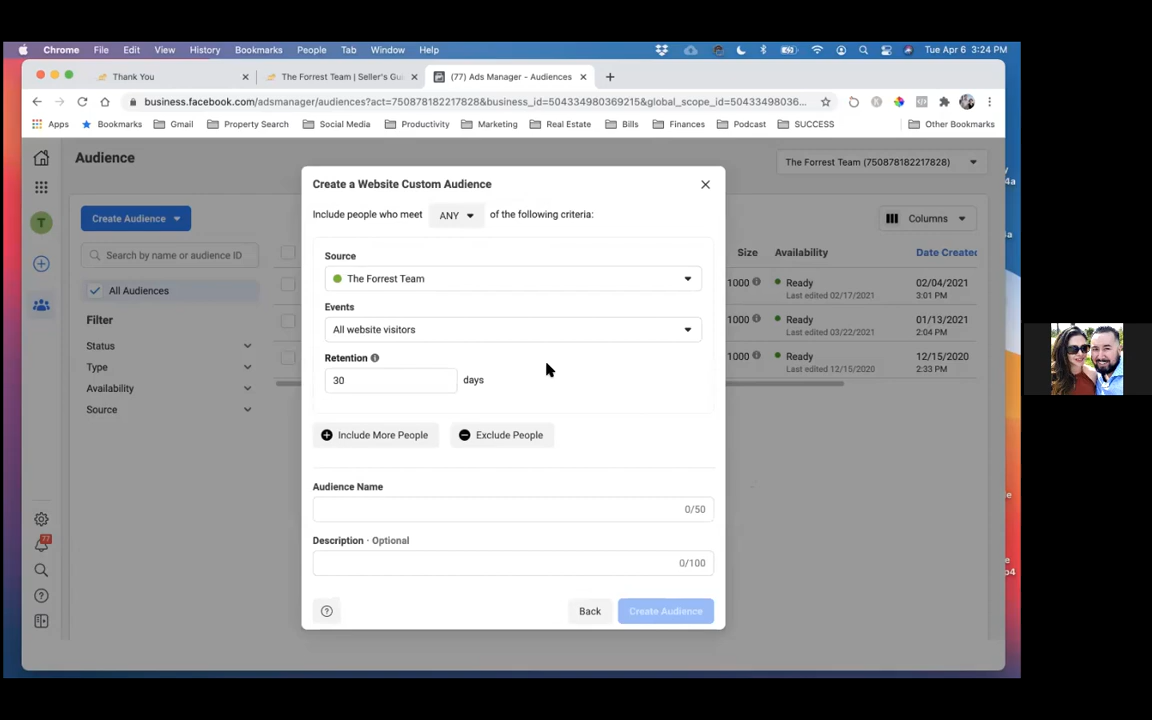 Chrome File Edit View History Bookmarks People Tab Window Help Tue Apr 6 3:24 PM
Thank You
The Forrest Team | Seller's Gui
(77) Ads Manager - Audiences
business.facebook.com/adsmanager/audiences?act=750878182217828&business_id=504334980369215&global_scope_id=50433498036...
Apps Bookmarks Gmail Property Search Social Media Productivity Marketing Real Estate Bills Finances Podcast SUCCESS Other Bookmarks
Audience
The Forrest Team (750878182217828)
T
Create Audience
Columns
Search by name or audience ID
All Audiences
Filter
Status
Type
Availability
Source
77
Size Availability Date Created
1000 Ready 02/04/2021
Last edited 02/17/2021 3:01 PM
1000 Ready 01/13/2021
Last edited 03/22/2021 2:04 PM
1000 Ready 12/15/2020
Last edited 12/15/2020 2:33 PM
Create a Website Custom Audience
Include people who meet ANY of the following criteria:
Source
The Forrest Team
Events
All website visitors
Retention
30 days
Include More People Exclude People
Audience Name
0/50
Description · Optional
0/100
Back Create Audience